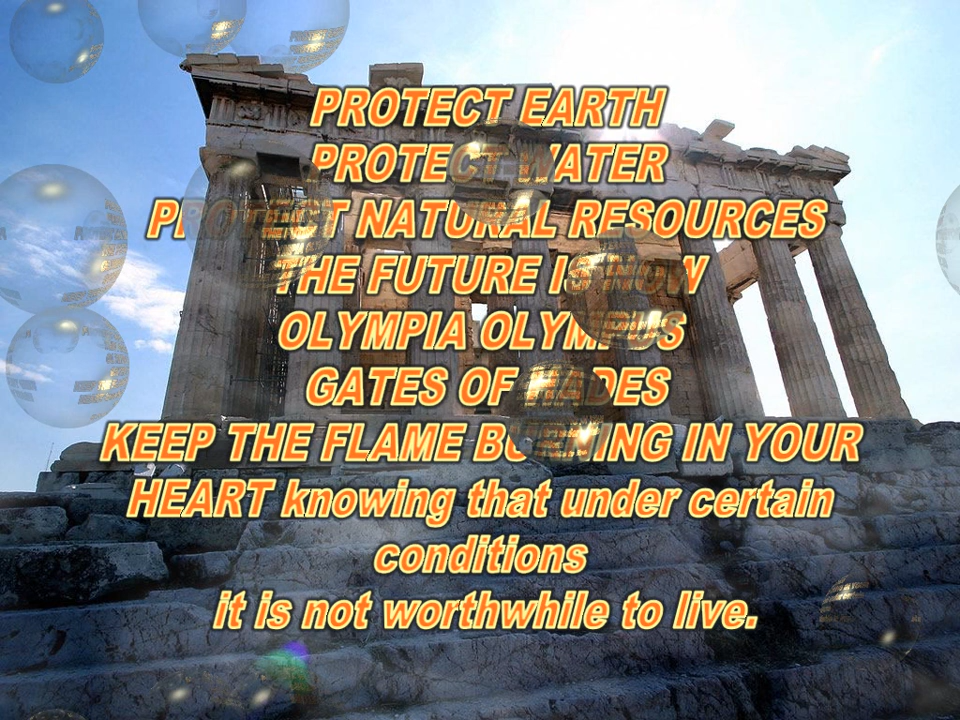 PROTECT EARTH
PROTECT WATER
PROTECT NATURAL RESOURCES
THE FUTURE IS NOW
OLYMPIA OLYMPUS
GATES OF HADES
KEEP THE FLAME BURNING IN YOUR
HEART knowing that under certain
conditions
it is not worthwhile to live.